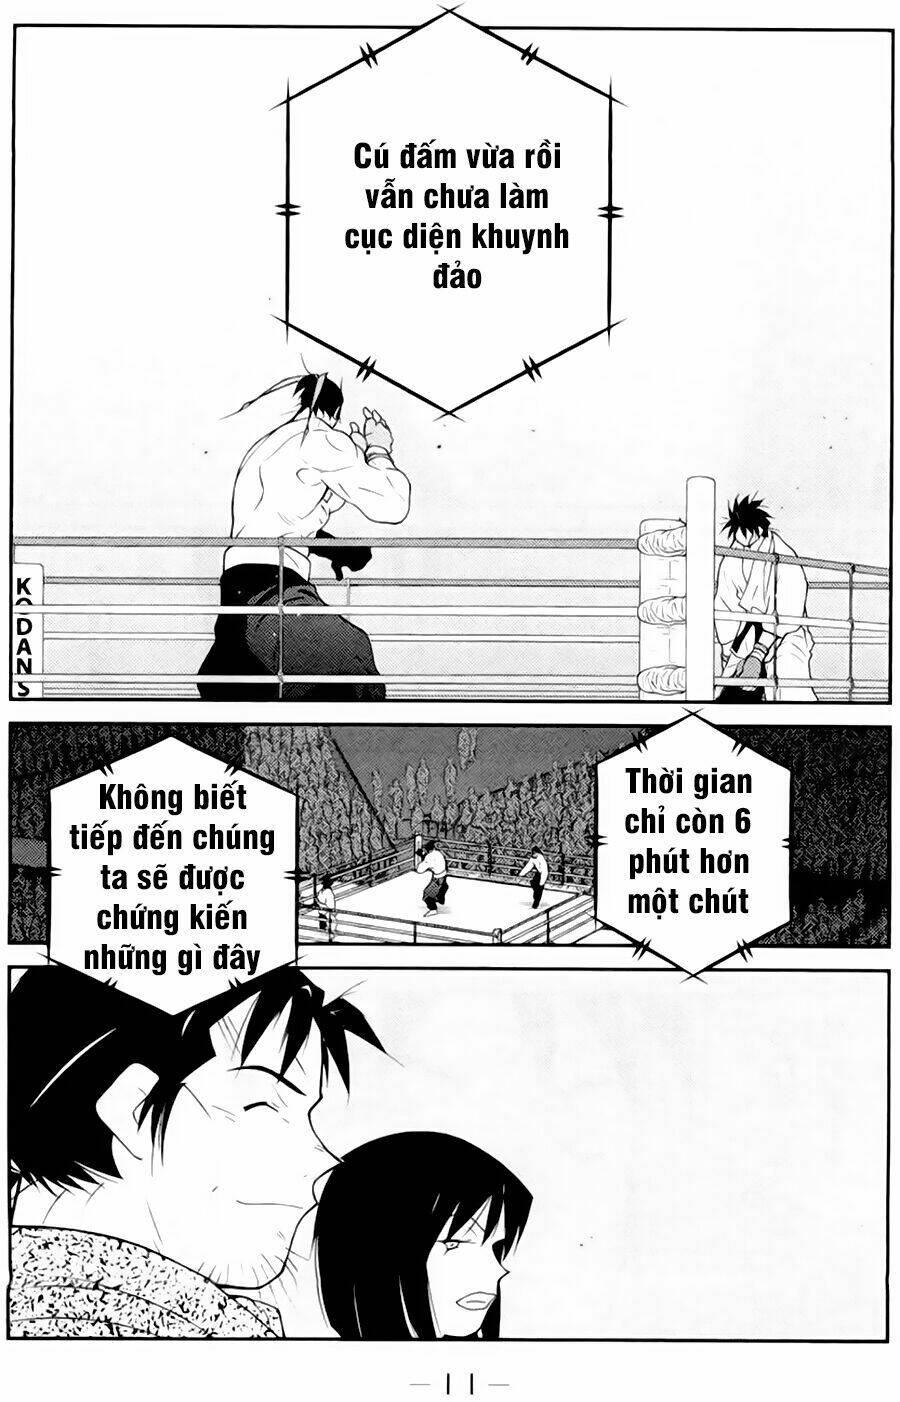 Cú đấm vừa rồi
vẫn chưa làm
cục diện khuynh
đảo
KODANS
Thời gian
chỉ còn 6
phút hơn
một chút
Không biết
tiếp đến chúng
ta sẽ được
chứng kiến
những gì đây
— 11 —